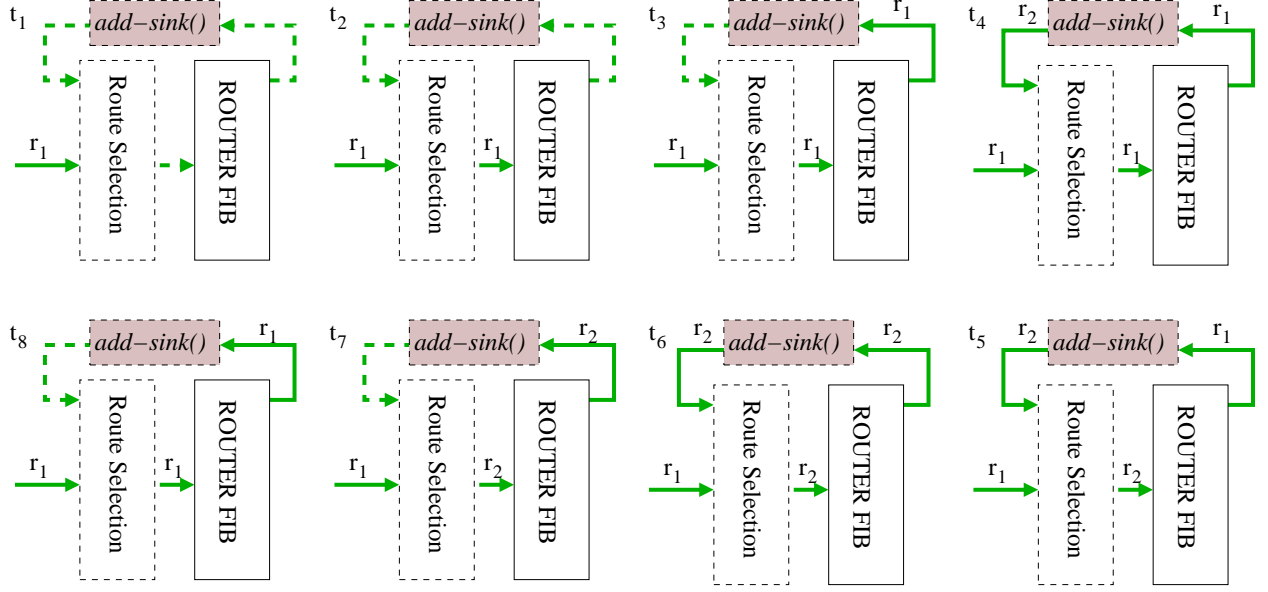 t1
add−sink()
r1
Route Selection
ROUTER FIB
t2
add−sink()
r1
Route Selection
r1
ROUTER FIB
t3
add−sink()
r1
r1
Route Selection
r1
ROUTER FIB
t4
r2
add−sink()
r1
r1
Route Selection
r1
ROUTER FIB
t8
add−sink()
r1
r1
Route Selection
r1
ROUTER FIB
t7
add−sink()
r2
r1
Route Selection
r2
ROUTER FIB
t6
r2
add−sink()
r2
r1
Route Selection
r2
ROUTER FIB
t5
r2
add−sink()
r1
r1
Route Selection
r2
ROUTER FIB